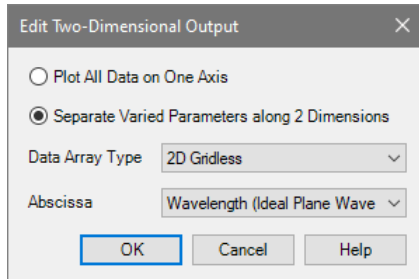 Edit Two-Dimensional Output
Plot All Data on One Axis
Separate Varied Parameters along 2 Dimensions
Data Array Type 2D Gridless
Abscissa Wavelength (Ideal Plane Wave
OK Cancel Help